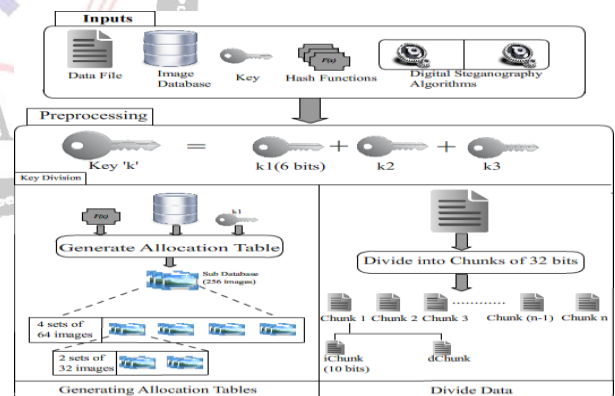 Inputs
Data File
Image
Database
Key
Hash Functions
F(x)
Digital Steganography
Algorithms
Preprocessing
Key 'k'
=
k1(6 bits)
+
k2
+
k3
Key Division
F(x)
k1
Generate Allocation Table
Sub Database
(256 images)
4 sets of
64 images
2 sets of
32 images
Generating Allocation Tables
Divide into Chunks of 32 bits
Chunk 1 Chunk 2 Chunk 3 Chunk (n-1) Chunk n
iChunk
(10 bits)
dChunk
Divide Data